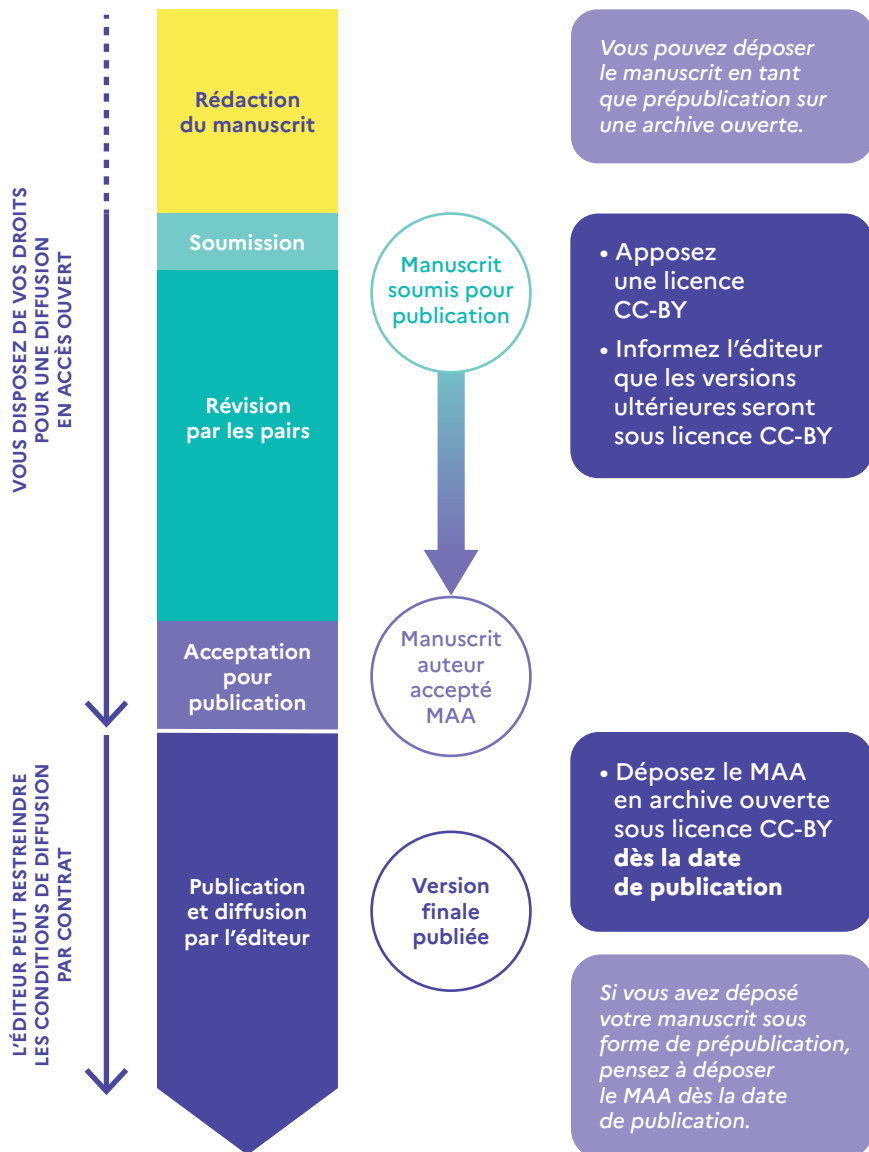 Rédaction
du manuscrit
Vous pouvez déposer
le manuscrit en tant
que prépublication sur
une archive ouverte.
VOUS DISPOSEZ DE VOS DROITS
POUR UNE DIFFUSION
EN ACCÈS OUVERT
Soumission
Manuscrit
soumis pour
publication
• Apposez
une licence
CC-BY
• Informez l’éditeur
que les versions
ultérieures seront
sous licence CC-BY
Révision
par les pairs
Acceptation
pour
publication
Manuscrit
auteur
accepté
MAA
L’ÉDITEUR PEUT RESTREINDRE
LES CONDITIONS DE DIFFUSION
PAR CONTRAT
Publication
et diffusion
par l’éditeur
Version
finale
publiée
• Déposez le MAA
en archive ouverte
sous licence CC-BY
dès la date
de publication
Si vous avez déposé
votre manuscrit sous
forme de prépublication,
pensez à déposer
le MAA dès la date
de publication.